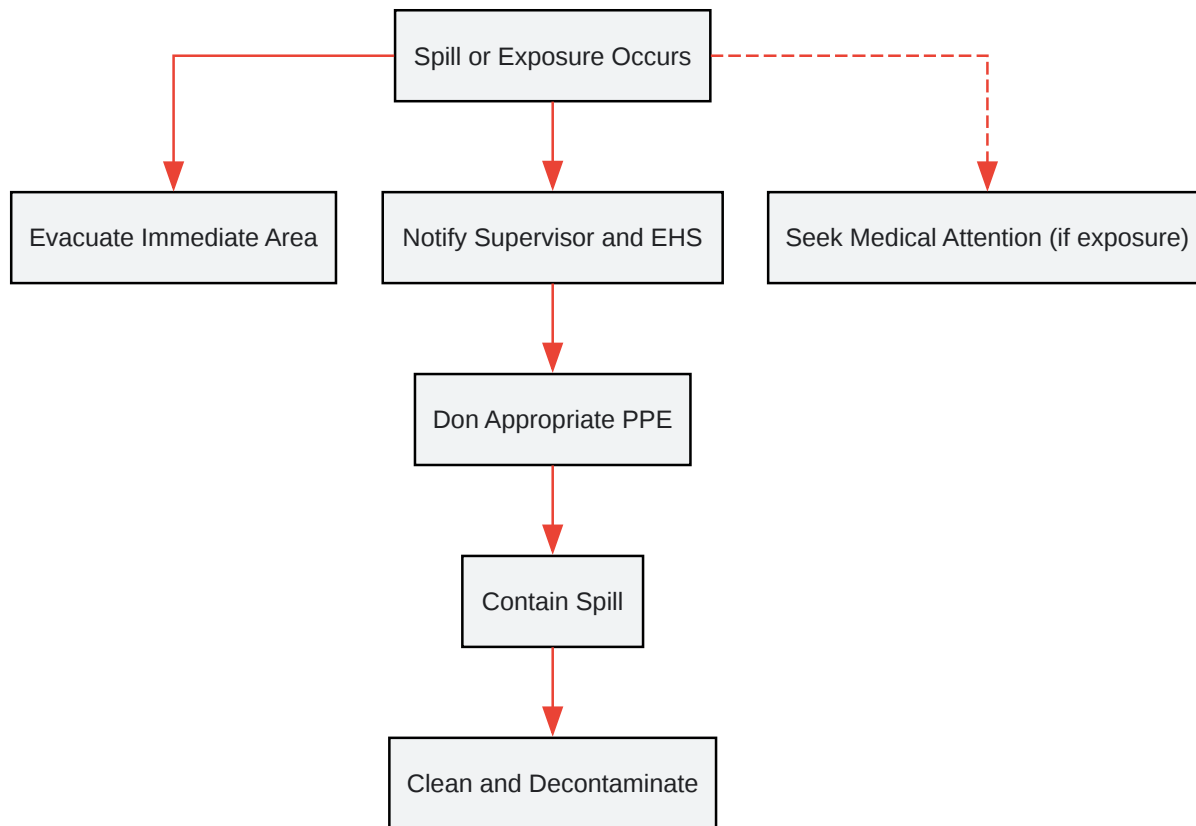 Spill or Exposure Occurs
Evacuate Immediate Area
Notify Supervisor and EHS
Seek Medical Attention (if exposure)
Don Appropriate PPE
Contain Spill
Clean and Decontaminate